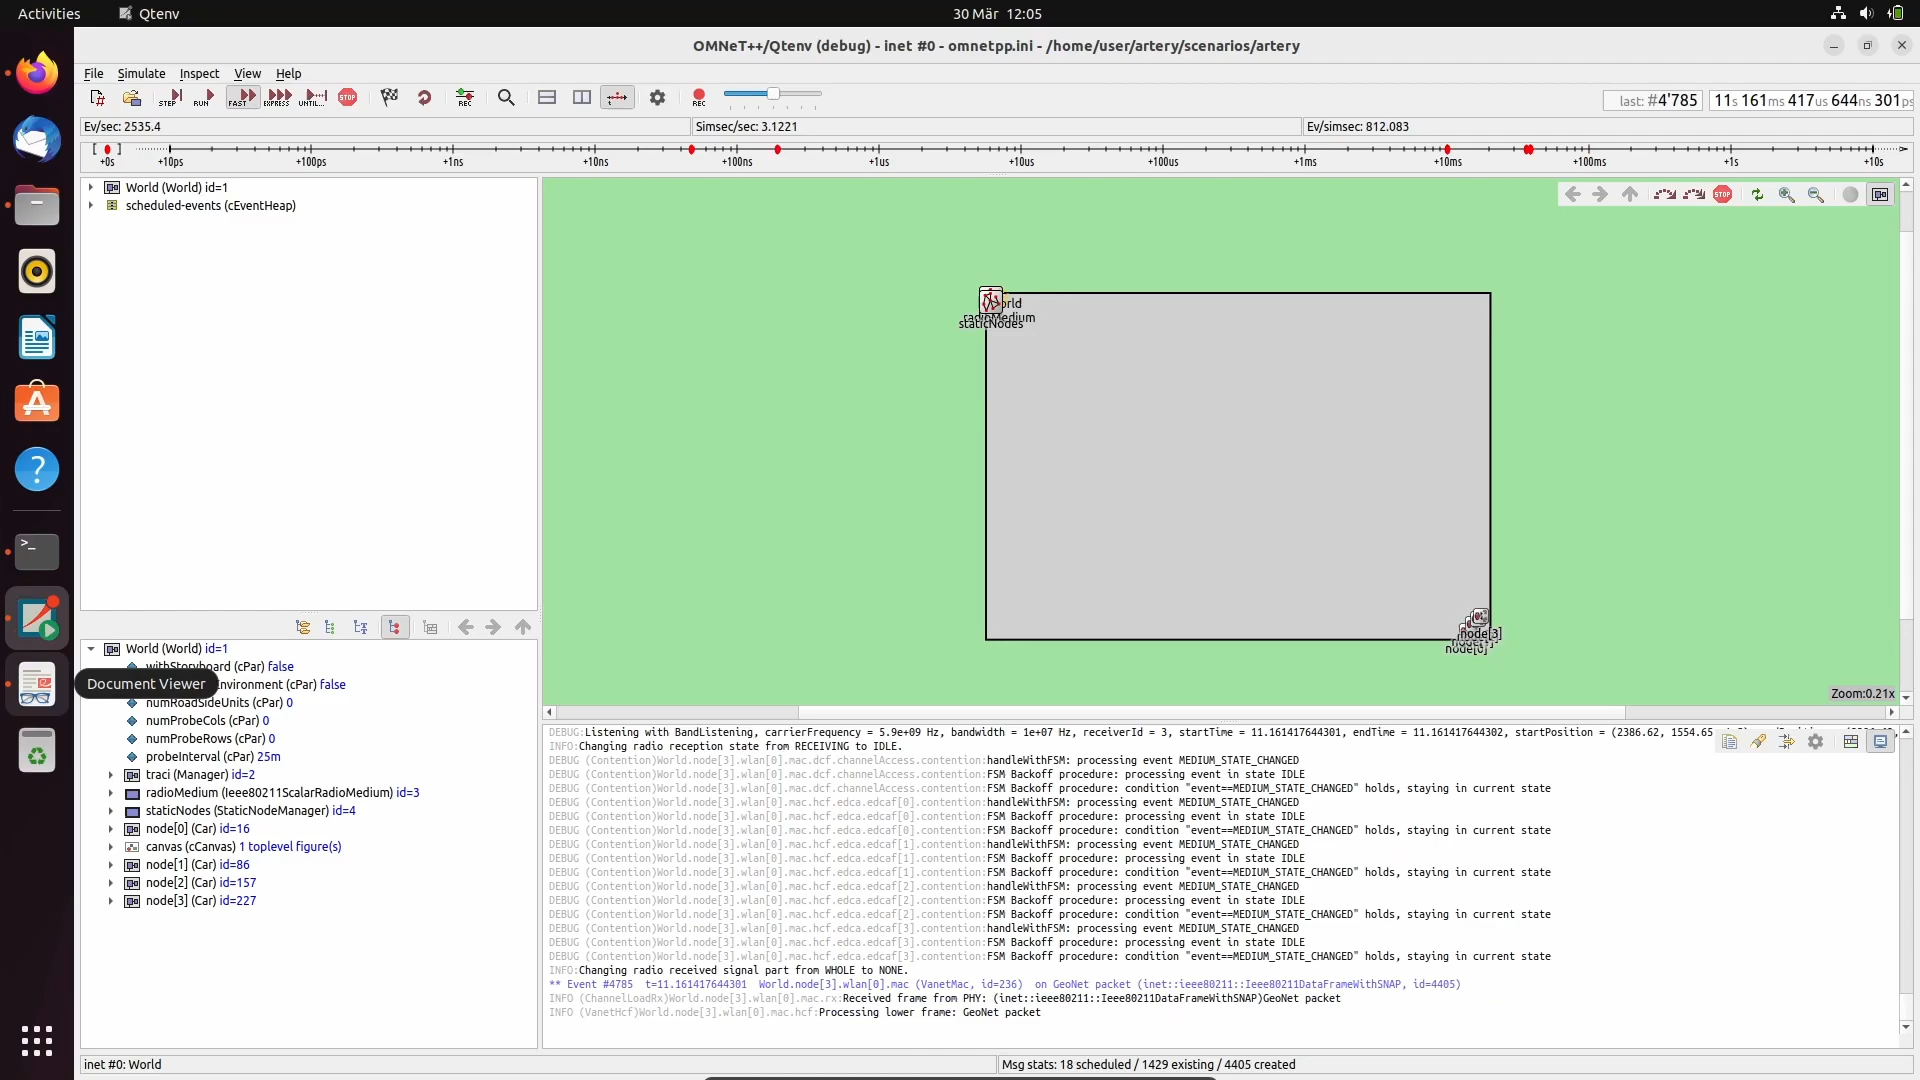 Activities
Qtenv
30 Mär 12:05
OMNeT++/Qtenv (debug) - inet #0 - omnetpp.ini - /home/user/artery/scenarios/artery
File Simulate Inspect View Help
STEP RUN FAST EXPRESS UNTIL... STOP REC REC
last: #4'785 11s 161ms 417us 644ns 301ps
Ev/sec: 2535.4
Simsec/sec: 3.1221
Ev/simsec: 812.083
+0s +10ps +100ps +1ns +10ns +100ns +1us +10us +100us +1ms +10ms +100ms +1s +10s
World (World) id=1
scheduled-events (cEventHeap)
STOP
radioMedium
staticNodes
node[3]
node[0]
Zoom:0.21x
World (World) id=1
withStoryboard (cPar) false
Document Viewer
nvironment (cPar) false
numRoadSideUnits (cPar) 0
numProbeCols (cPar) 0
numProbeRows (cPar) 0
probeInterval (cPar) 25m
traci (Manager) id=2
radioMedium (Ieee80211ScalarRadioMedium) id=3
staticNodes (StaticNodeManager) id=4
node[0] (Car) id=16
canvas (cCanvas) 1 toplevel figure(s)
node[1] (Car) id=86
node[2] (Car) id=157
node[3] (Car) id=227
DEBUG:Listening with BandListening, carrierFrequency = 5.9e+09 Hz, bandwidth = 1e+07 Hz, receiverId = 3, startTime = 11.161417644301, endTime = 11.161417644302, startPosition = (2386.62, 1554.65
INFO:Changing radio reception state from RECEIVING to IDLE.
DEBUG (Contention)World.node[3].wlan[0].mac.dcf.channelAccess.contention:handleWithFSM: processing event MEDIUM_STATE_CHANGED
DEBUG (Contention)World.node[3].wlan[0].mac.dcf.channelAccess.contention:FSM Backoff procedure: processing event in state IDLE
DEBUG (Contention)World.node[3].wlan[0].mac.dcf.channelAccess.contention:FSM Backoff procedure: condition "event==MEDIUM_STATE_CHANGED" holds, staying in current state
DEBUG (Contention)World.node[3].wlan[0].mac.hcf.edca.edcaf[0].contention:handleWithFSM: processing event MEDIUM_STATE_CHANGED
DEBUG (Contention)World.node[3].wlan[0].mac.hcf.edca.edcaf[0].contention:FSM Backoff procedure: processing event in state IDLE
DEBUG (Contention)World.node[3].wlan[0].mac.hcf.edca.edcaf[0].contention:FSM Backoff procedure: condition "event==MEDIUM_STATE_CHANGED" holds, staying in current state
DEBUG (Contention)World.node[3].wlan[0].mac.hcf.edca.edcaf[1].contention:handleWithFSM: processing event MEDIUM_STATE_CHANGED
DEBUG (Contention)World.node[3].wlan[0].mac.hcf.edca.edcaf[1].contention:FSM Backoff procedure: processing event in state IDLE
DEBUG (Contention)World.node[3].wlan[0].mac.hcf.edca.edcaf[1].contention:FSM Backoff procedure: condition "event==MEDIUM_STATE_CHANGED" holds, staying in current state
DEBUG (Contention)World.node[3].wlan[0].mac.hcf.edca.edcaf[2].contention:handleWithFSM: processing event MEDIUM_STATE_CHANGED
DEBUG (Contention)World.node[3].wlan[0].mac.hcf.edca.edcaf[2].contention:FSM Backoff procedure: processing event in state IDLE
DEBUG (Contention)World.node[3].wlan[0].mac.hcf.edca.edcaf[2].contention:FSM Backoff procedure: condition "event==MEDIUM_STATE_CHANGED" holds, staying in current state
DEBUG (Contention)World.node[3].wlan[0].mac.hcf.edca.edcaf[3].contention:handleWithFSM: processing event MEDIUM_STATE_CHANGED
DEBUG (Contention)World.node[3].wlan[0].mac.hcf.edca.edcaf[3].contention:FSM Backoff procedure: processing event in state IDLE
DEBUG (Contention)World.node[3].wlan[0].mac.hcf.edca.edcaf[3].contention:FSM Backoff procedure: condition "event==MEDIUM_STATE_CHANGED" holds, staying in current state
INFO:Changing radio received signal part from WHOLE to NONE.
** Event #4785 t=11.161417644301 World.node[3].wlan[0].mac (VanetMac, id=236) on GeoNet packet (inet::ieee80211::Ieee80211DataFrameWithSNAP, id=4405)
INFO (ChannelLoadRx)World.node[3].wlan[0].mac.rx:Received frame from PHY: (inet::ieee80211::Ieee80211DataFrameWithSNAP)GeoNet packet
INFO (VanetHcf)World.node[3].wlan[0].mac.hcf:Processing lower frame: GeoNet packet
inet #0: World
Msg stats: 18 scheduled / 1429 existing / 4405 created